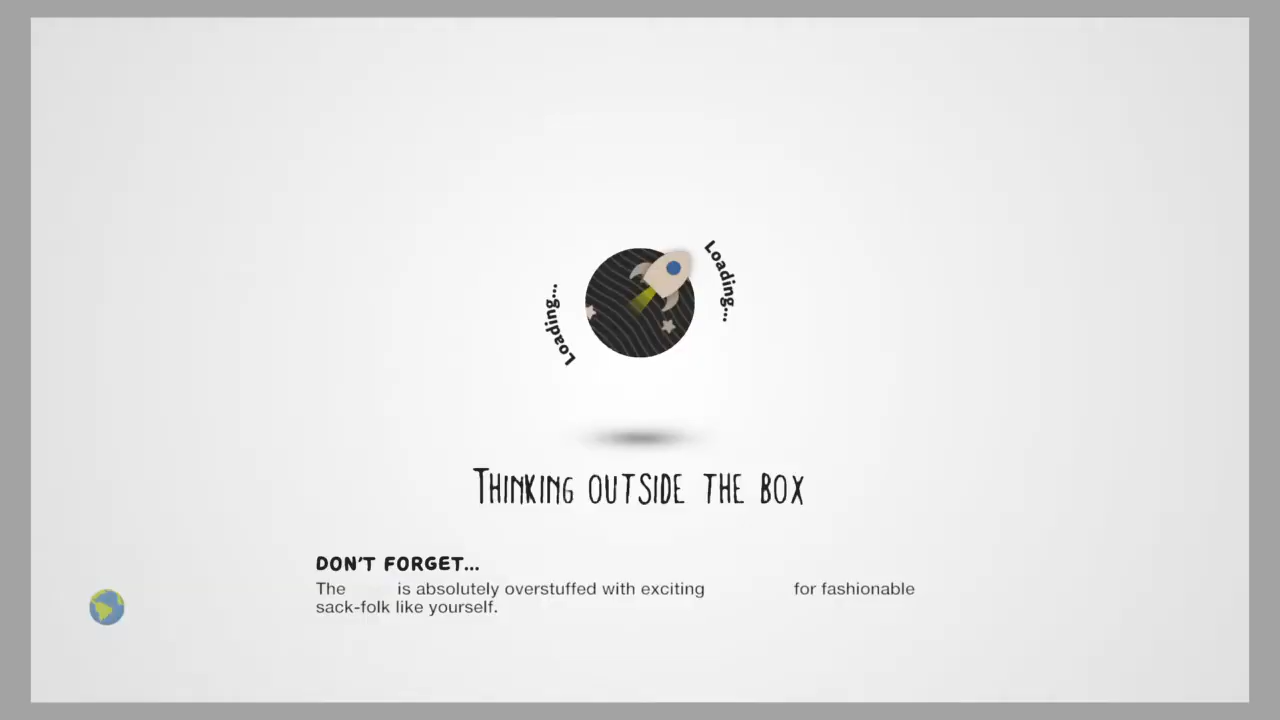 Loading...
Loading...
THINKING OUTSIDE THE BOX
DON'T FORGET...
The is absolutely overstuffed with exciting for fashionable
sack-folk like yourself.